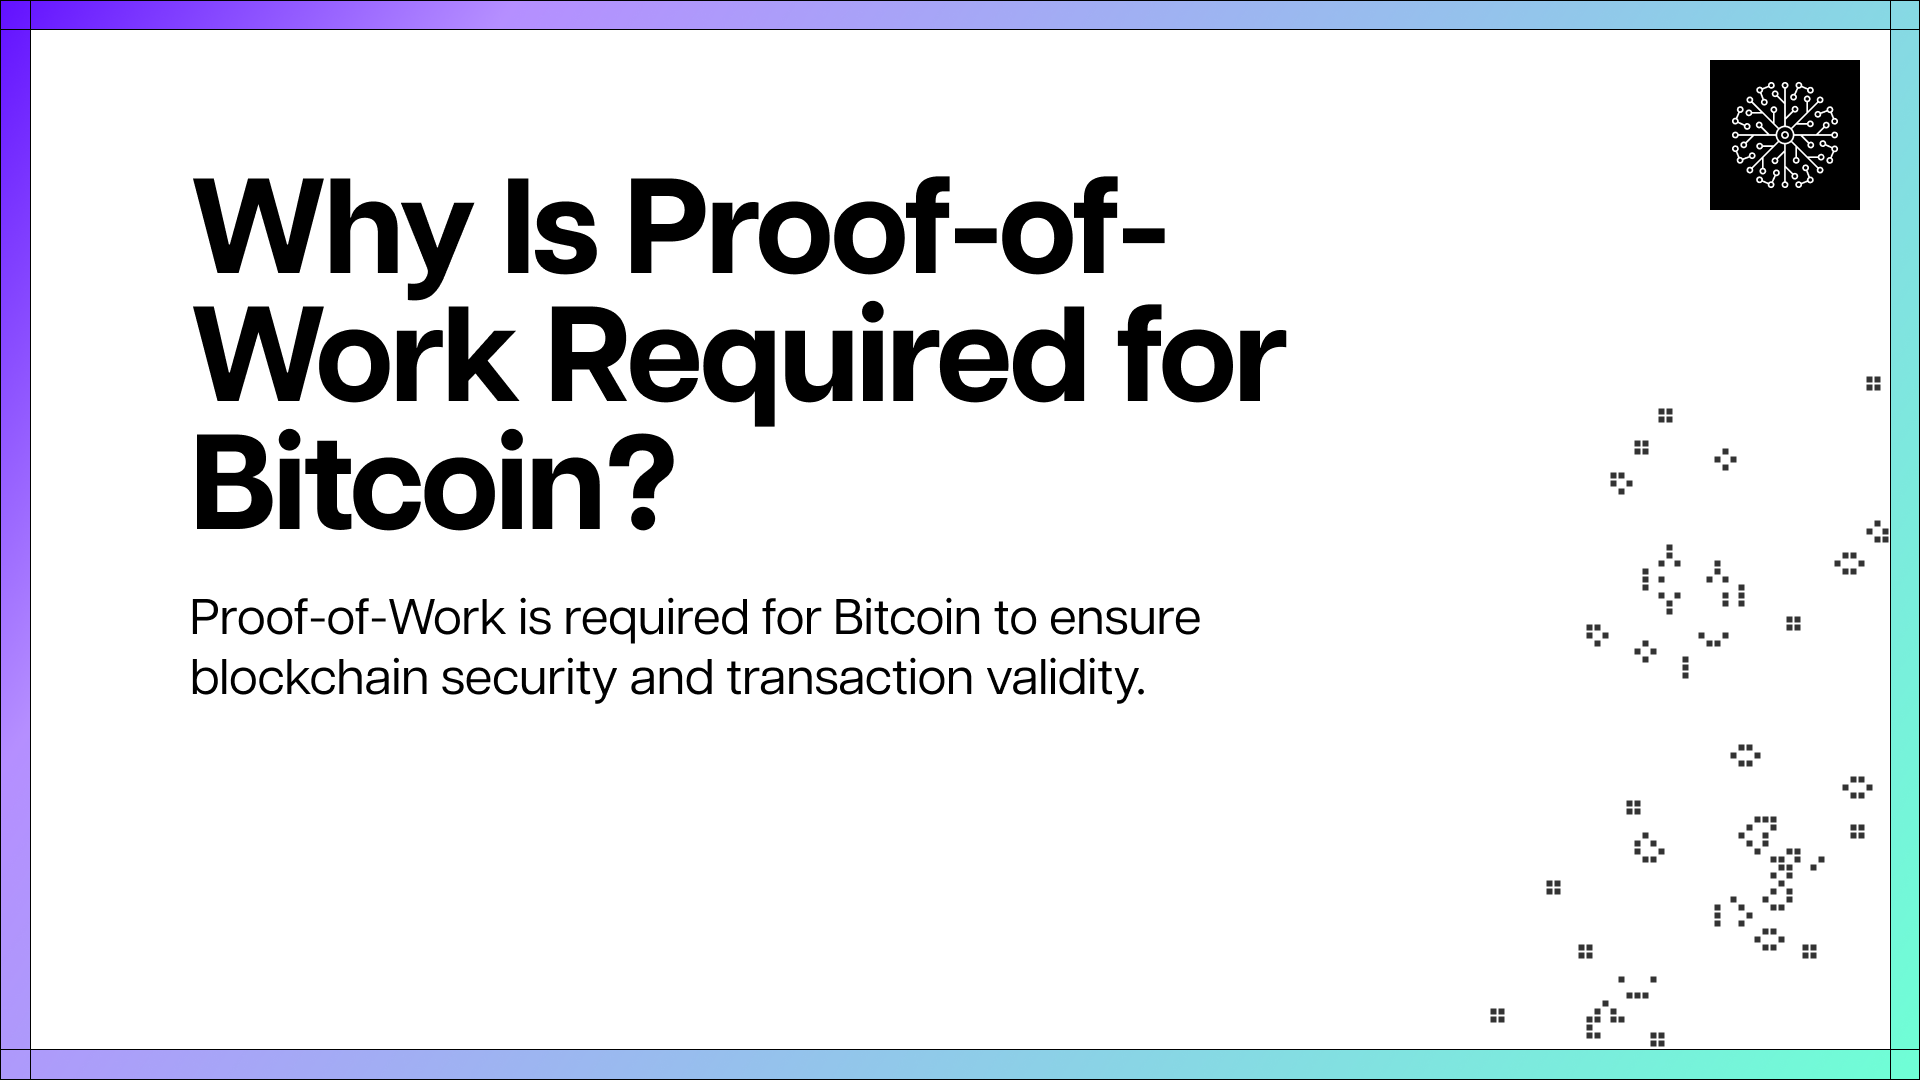 Why Is Proof-of-
Work Required for
Bitcoin?
Proof-of-Work is required for Bitcoin to ensure
blockchain security and transaction validity.